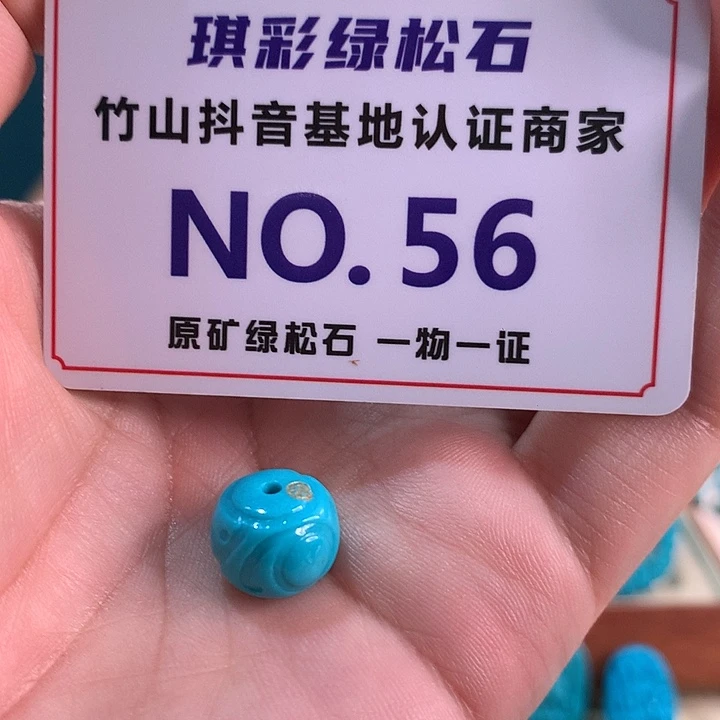 琪彩绿松石
竹山抖音基地认证商家
NO. 56
原矿绿松石 一物一证